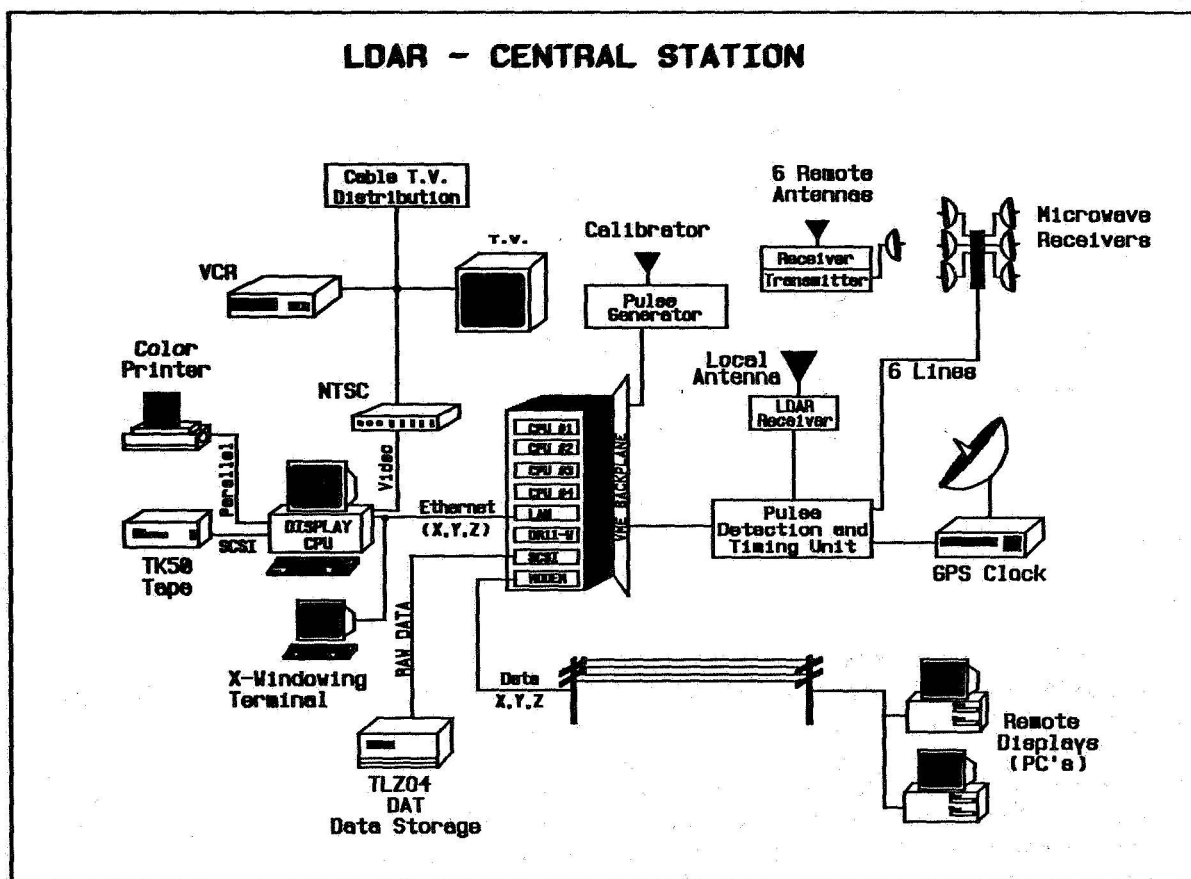 LDAR - CENTRAL STATION
Cable T.V.
Distribution
T.V.
VCR
Calibrator
Pulse
Generator
6 Remote
Antennas
Receiver
Transmitter
Microwave
Receivers
Color
Printer
NTSC
Local
Antenna
LDAR
Receiver
6 Lines
CPU #1
CPU #2
CPU #3
CPU #4
LAN
DR11-W
SCSI
MODEM
VME BACKPLANE
Parallel
Video
Ethernet
(X,Y,Z)
DISPLAY
CPU
SCSI
TK50
Tape
Pulse
Detection and
Timing Unit
GPS Clock
X-Windowing
Terminal
RAW DATA
Data
X,Y,Z
TLZ04
DAT
Data Storage
Remote
Displays
(PC's)